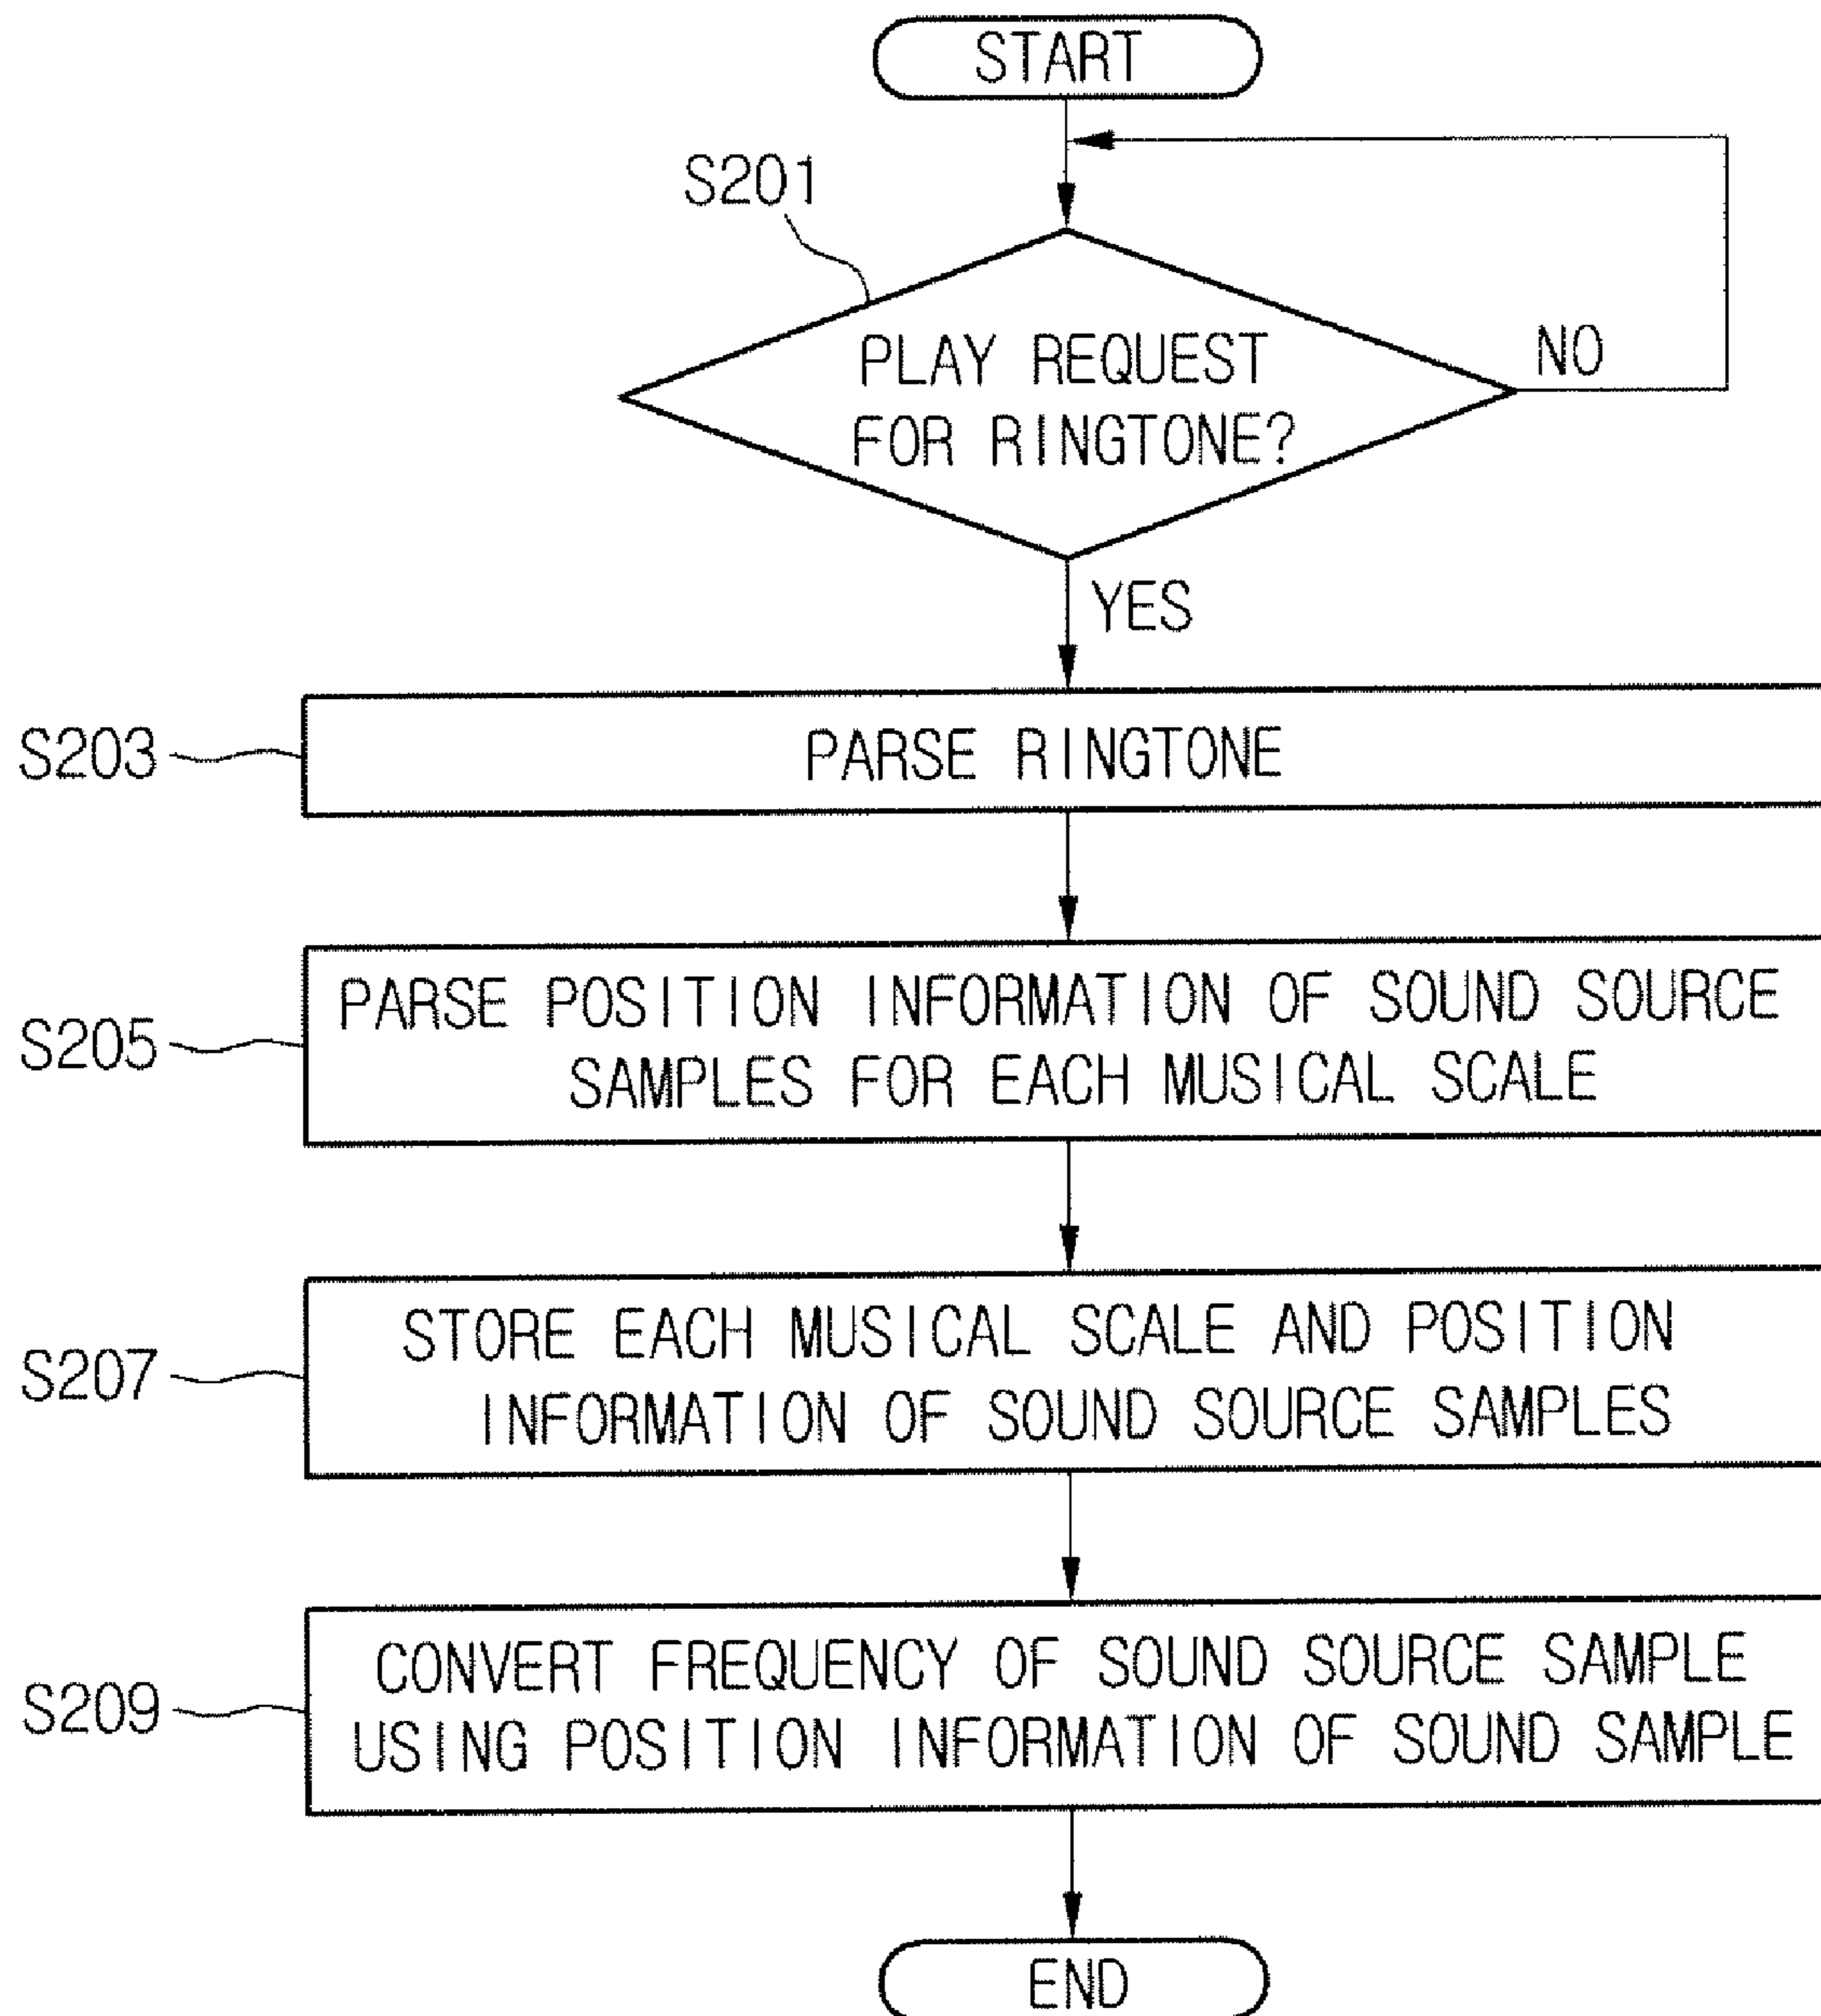 START
S201
PLAY REQUEST
FOR RINGTONE?
NO
YES
S203
PARSE RINGTONE
S205
PARSE POSITION INFORMATION OF SOUND SOURCE
SAMPLES FOR EACH MUSICAL SCALE
S207
STORE EACH MUSICAL SCALE AND POSITION
INFORMATION OF SOUND SOURCE SAMPLES
S209
CONVERT FREQUENCY OF SOUND SOURCE SAMPLE
USING POSITION INFORMATION OF SOUND SAMPLE
END